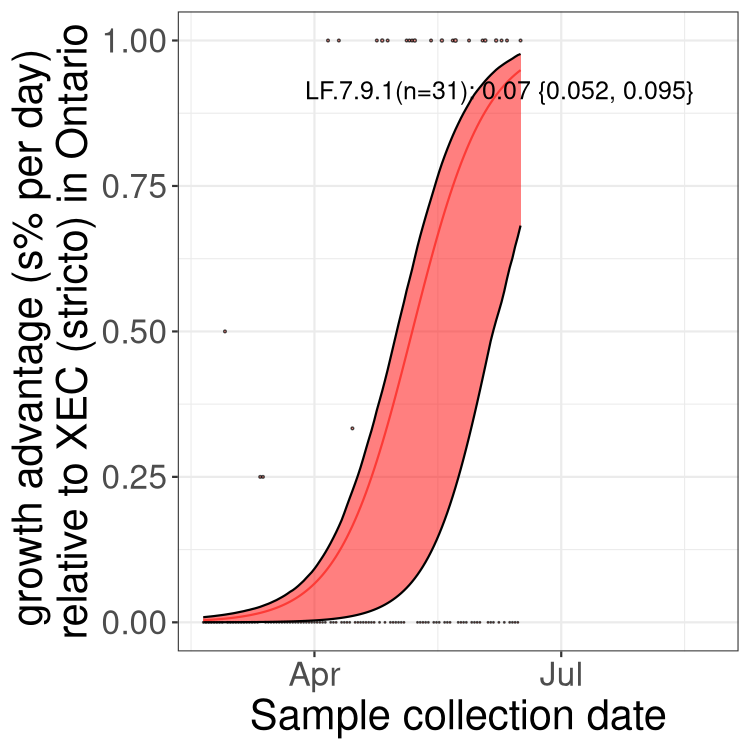 growth advantage (s% per day)
relative to XEC (stricto) in Ontario
1.00
0.75
0.50
0.25
0.00
LF.7.9.1(n=31): 0.07 {0.052, 0.095}
Apr
Jul
Sample collection date